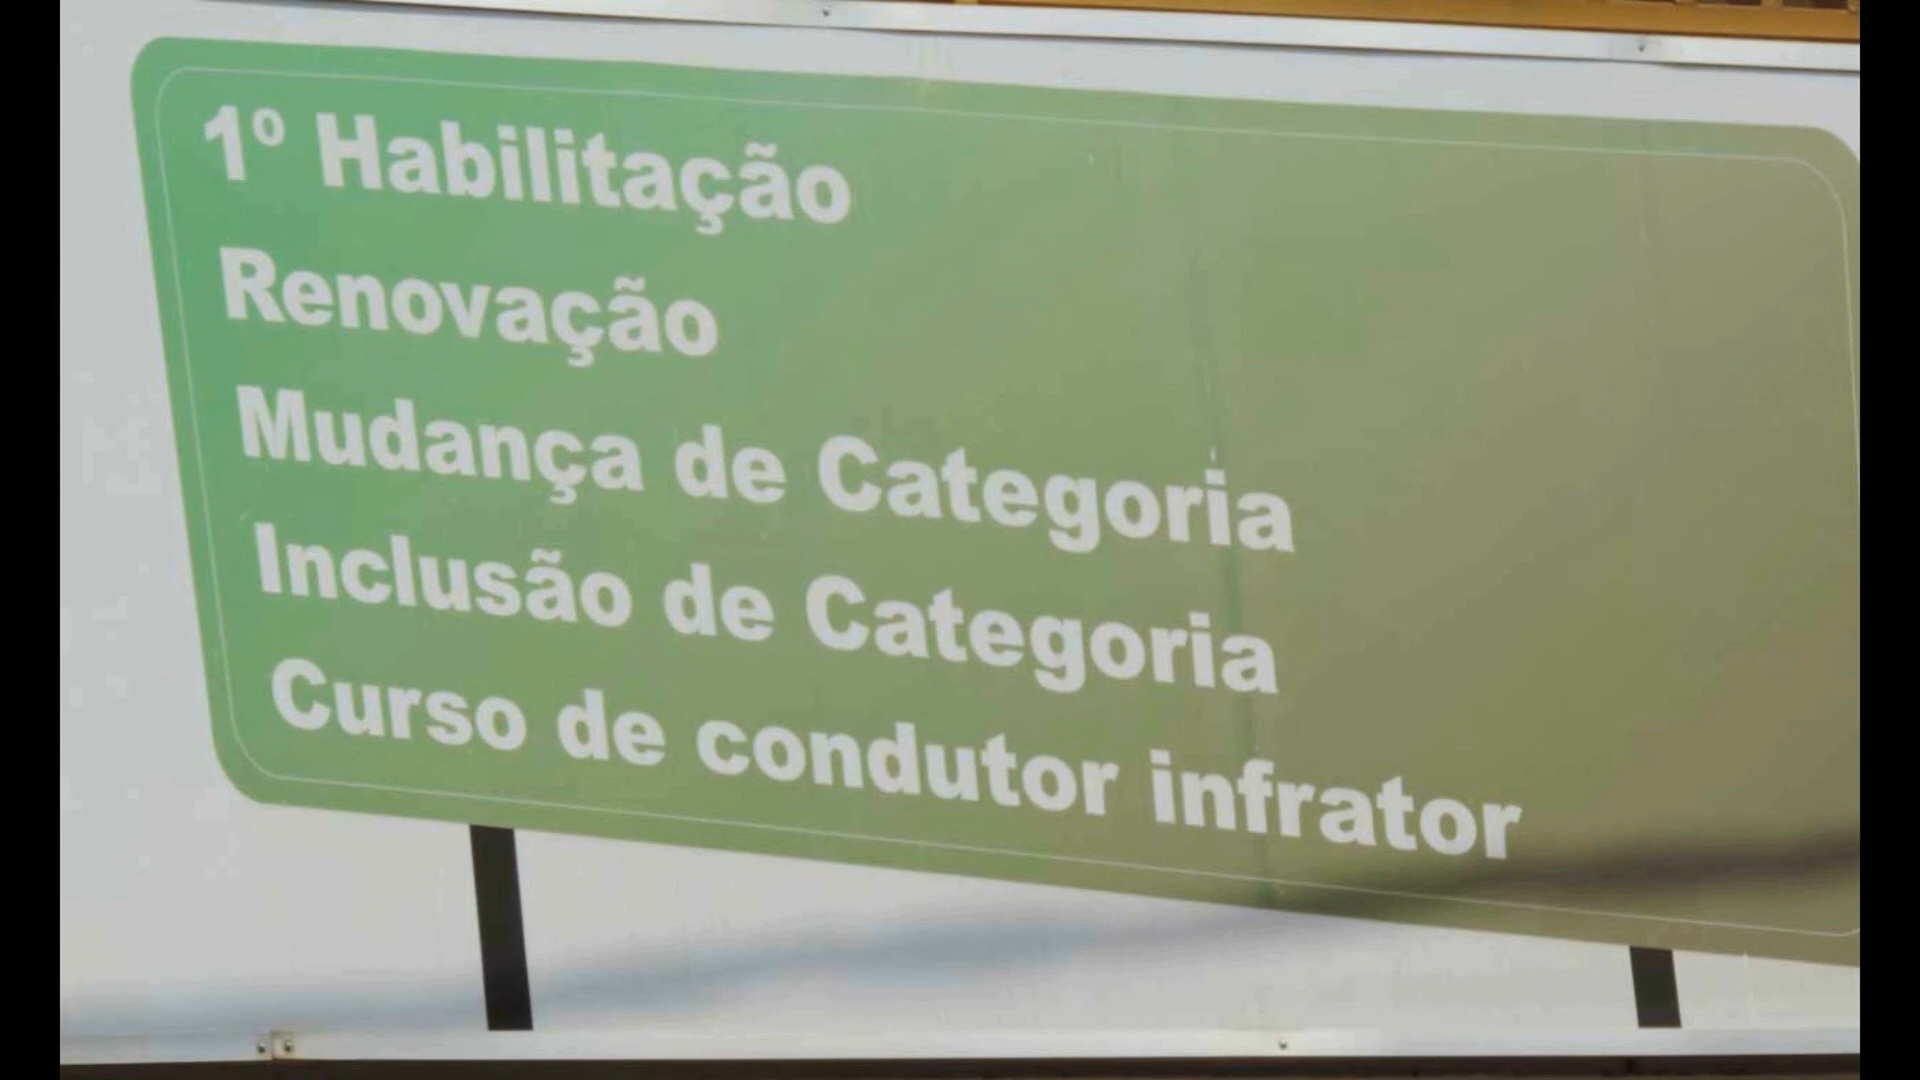 1º Habilitação
Renovação
Mudança de Categoria
Inclusão de Categoria
Curso de condutor infrator